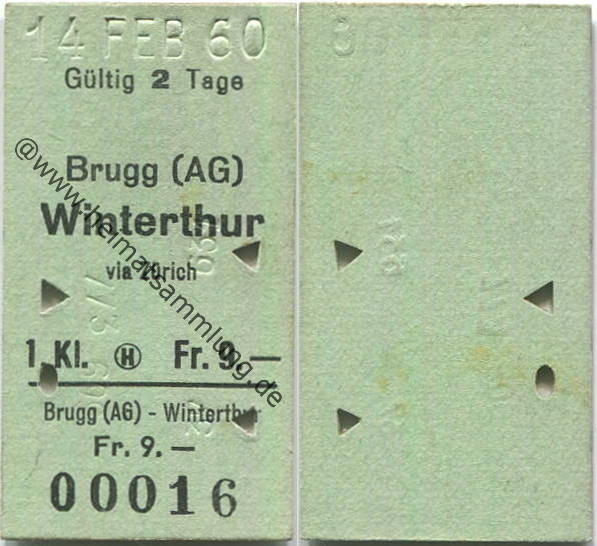 14 FEB 60
Gültig 2 Tage
Brugg (AG)
Winterthur
via Zürich
1. Kl. H Fr. 9.—
Brugg (AG) - Winterthur
Fr. 9.—
00016
@www.heimatsammlung.de